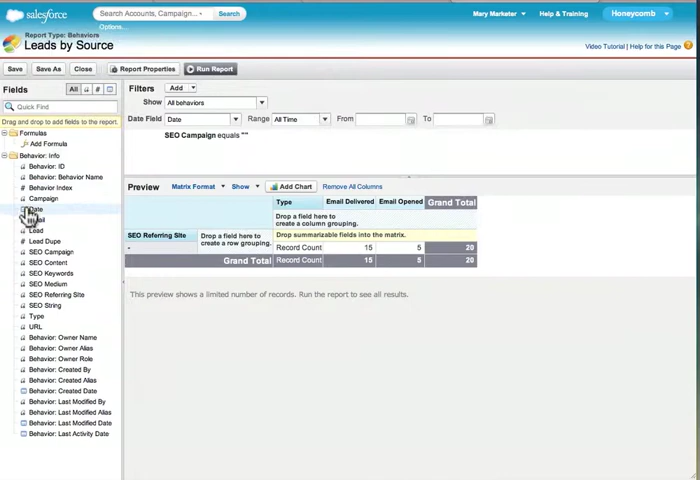 salesforce
Search Accounts, Campaign...
Search
Options...
Mary Marketer
Help & Training
Honeycomb
Report Type: Behaviors
Leads by Source
Video Tutorial | Help for this Page
Save
Save As
Close
Report Properties
Run Report
Fields
All
a
#
Quick Find
Drag and drop to add fields to the report.
Formulas
Add Formula
Behavior: Info
Behavior: ID
Behavior: Behavior Name
Behavior Index
Campaign
Date
Lead
Lead Dupe
SEO Campaign
SEO Content
SEO Keywords
SEO Medium
SEO Referring Site
SEO String
Type
URL
Behavior: Owner Name
Behavior: Owner Alias
Behavior: Owner Role
Behavior: Created By
Behavior: Created Alias
Behavior: Created Date
Behavior: Last Modified By
Behavior: Last Modified Alias
Behavior: Last Modified Date
Behavior: Last Activity Date
Filters
Add
Show
All behaviors
Date Field
Date
Range
All Time
From
To
SEO Campaign equals ""
Preview
Matrix Format
Show
Add Chart
Remove All Columns
Type
Email Delivered
Email Opened
Grand Total
Drop a field here to
create a column grouping.
SEO Referring Site
Drop a field here to
create a row grouping.
Drop summarizable fields into the matrix.
-
Record Count
15
5
20
Grand Total
Record Count
15
5
20
This preview shows a limited number of records. Run the report to see all results.